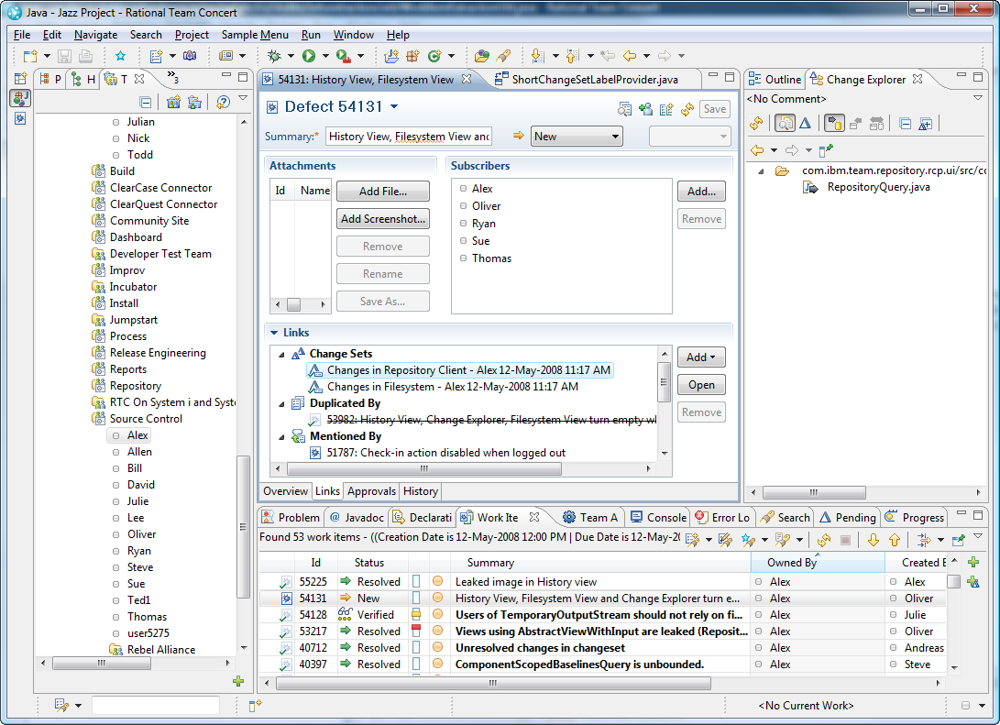 Java - Jazz Project - Rational Team Concert
File Edit Navigate Search Project Sample Menu Run Window Help
P H T 3
Julian
Nick
Todd
Build
ClearCase Connector
ClearQuest Connector
Community Site
Dashboard
Developer Test Team
Improv
Incubator
Install
Jumpstart
Process
Release Engineering
Reports
Repository
RTC On System i and Syste
Source Control
Alex
Allen
Bill
David
Julie
Lee
Oliver
Ryan
Steve
Sue
Ted1
Thomas
user5275
Rebel Alliance
54131: History View, Filesystem View ShortChangeSetLabelProvider.java
Defect 54131
Save
Summary:* History View, Filesystem View and New
Attachments
Id Name
Add File...
Add Screenshot...
Remove
Rename
Save As...
Subscribers
Alex
Oliver
Ryan
Sue
Thomas
Add...
Remove
Links
Change Sets
Changes in Repository Client - Alex 12-May-2008 11:17 AM
Changes in Filesystem - Alex 12-May-2008 11:17 AM
Duplicated By
53982: History View, Change Explorer, Filesystem View turn empty wh
Mentioned By
51787: Check-in action disabled when logged out
Add
Open
Remove
Overview Links Approvals History
Outline Change Explorer
<No Comment>
com.ibm.team.repository.rcp.ui/src/co
RepositoryQuery.java
Problem Javadoc Declarati Work Ite Team A Console Error Lo Search Pending Progress
Found 53 work items - ((Creation Date is 12-May-2008 12:00 PM | Due Date is 12-May-20
Id Status Summary Owned By Created B
55225 Resolved Leaked image in History view Alex Alex
54131 New History View, Filesystem View and Change Explorer turn e... Alex Oliver
54128 Verified Users of TemporaryOutputStream should not rely on fi... Alex Julie
53217 Resolved Views using AbstractViewWithInput are leaked (Reposit... Alex Oliver
40712 Resolved Unresolved changes in changeset Alex Andreas
40397 Resolved ComponentScopedBaselinesQuery is unbounded. Alex Steve
<No Current Work>